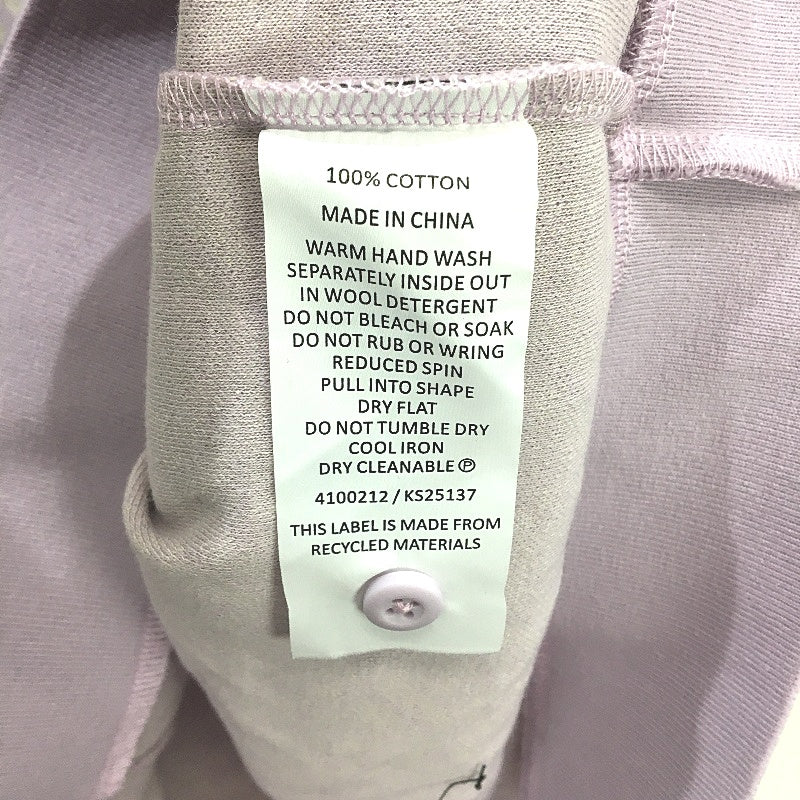 100% COTTON
MADE IN CHINA
WARM HAND WASH
SEPARATELY INSIDE OUT
IN WOOL DETERGENT
DO NOT BLEACH OR SOAK
DO NOT RUB OR WRING
REDUCED SPIN
PULL INTO SHAPE
DRY FLAT
DO NOT TUMBLE DRY
COOL IRON
DRY CLEANABLE Ⓟ
4100212 / KS25137
THIS LABEL IS MADE FROM
RECYCLED MATERIALS